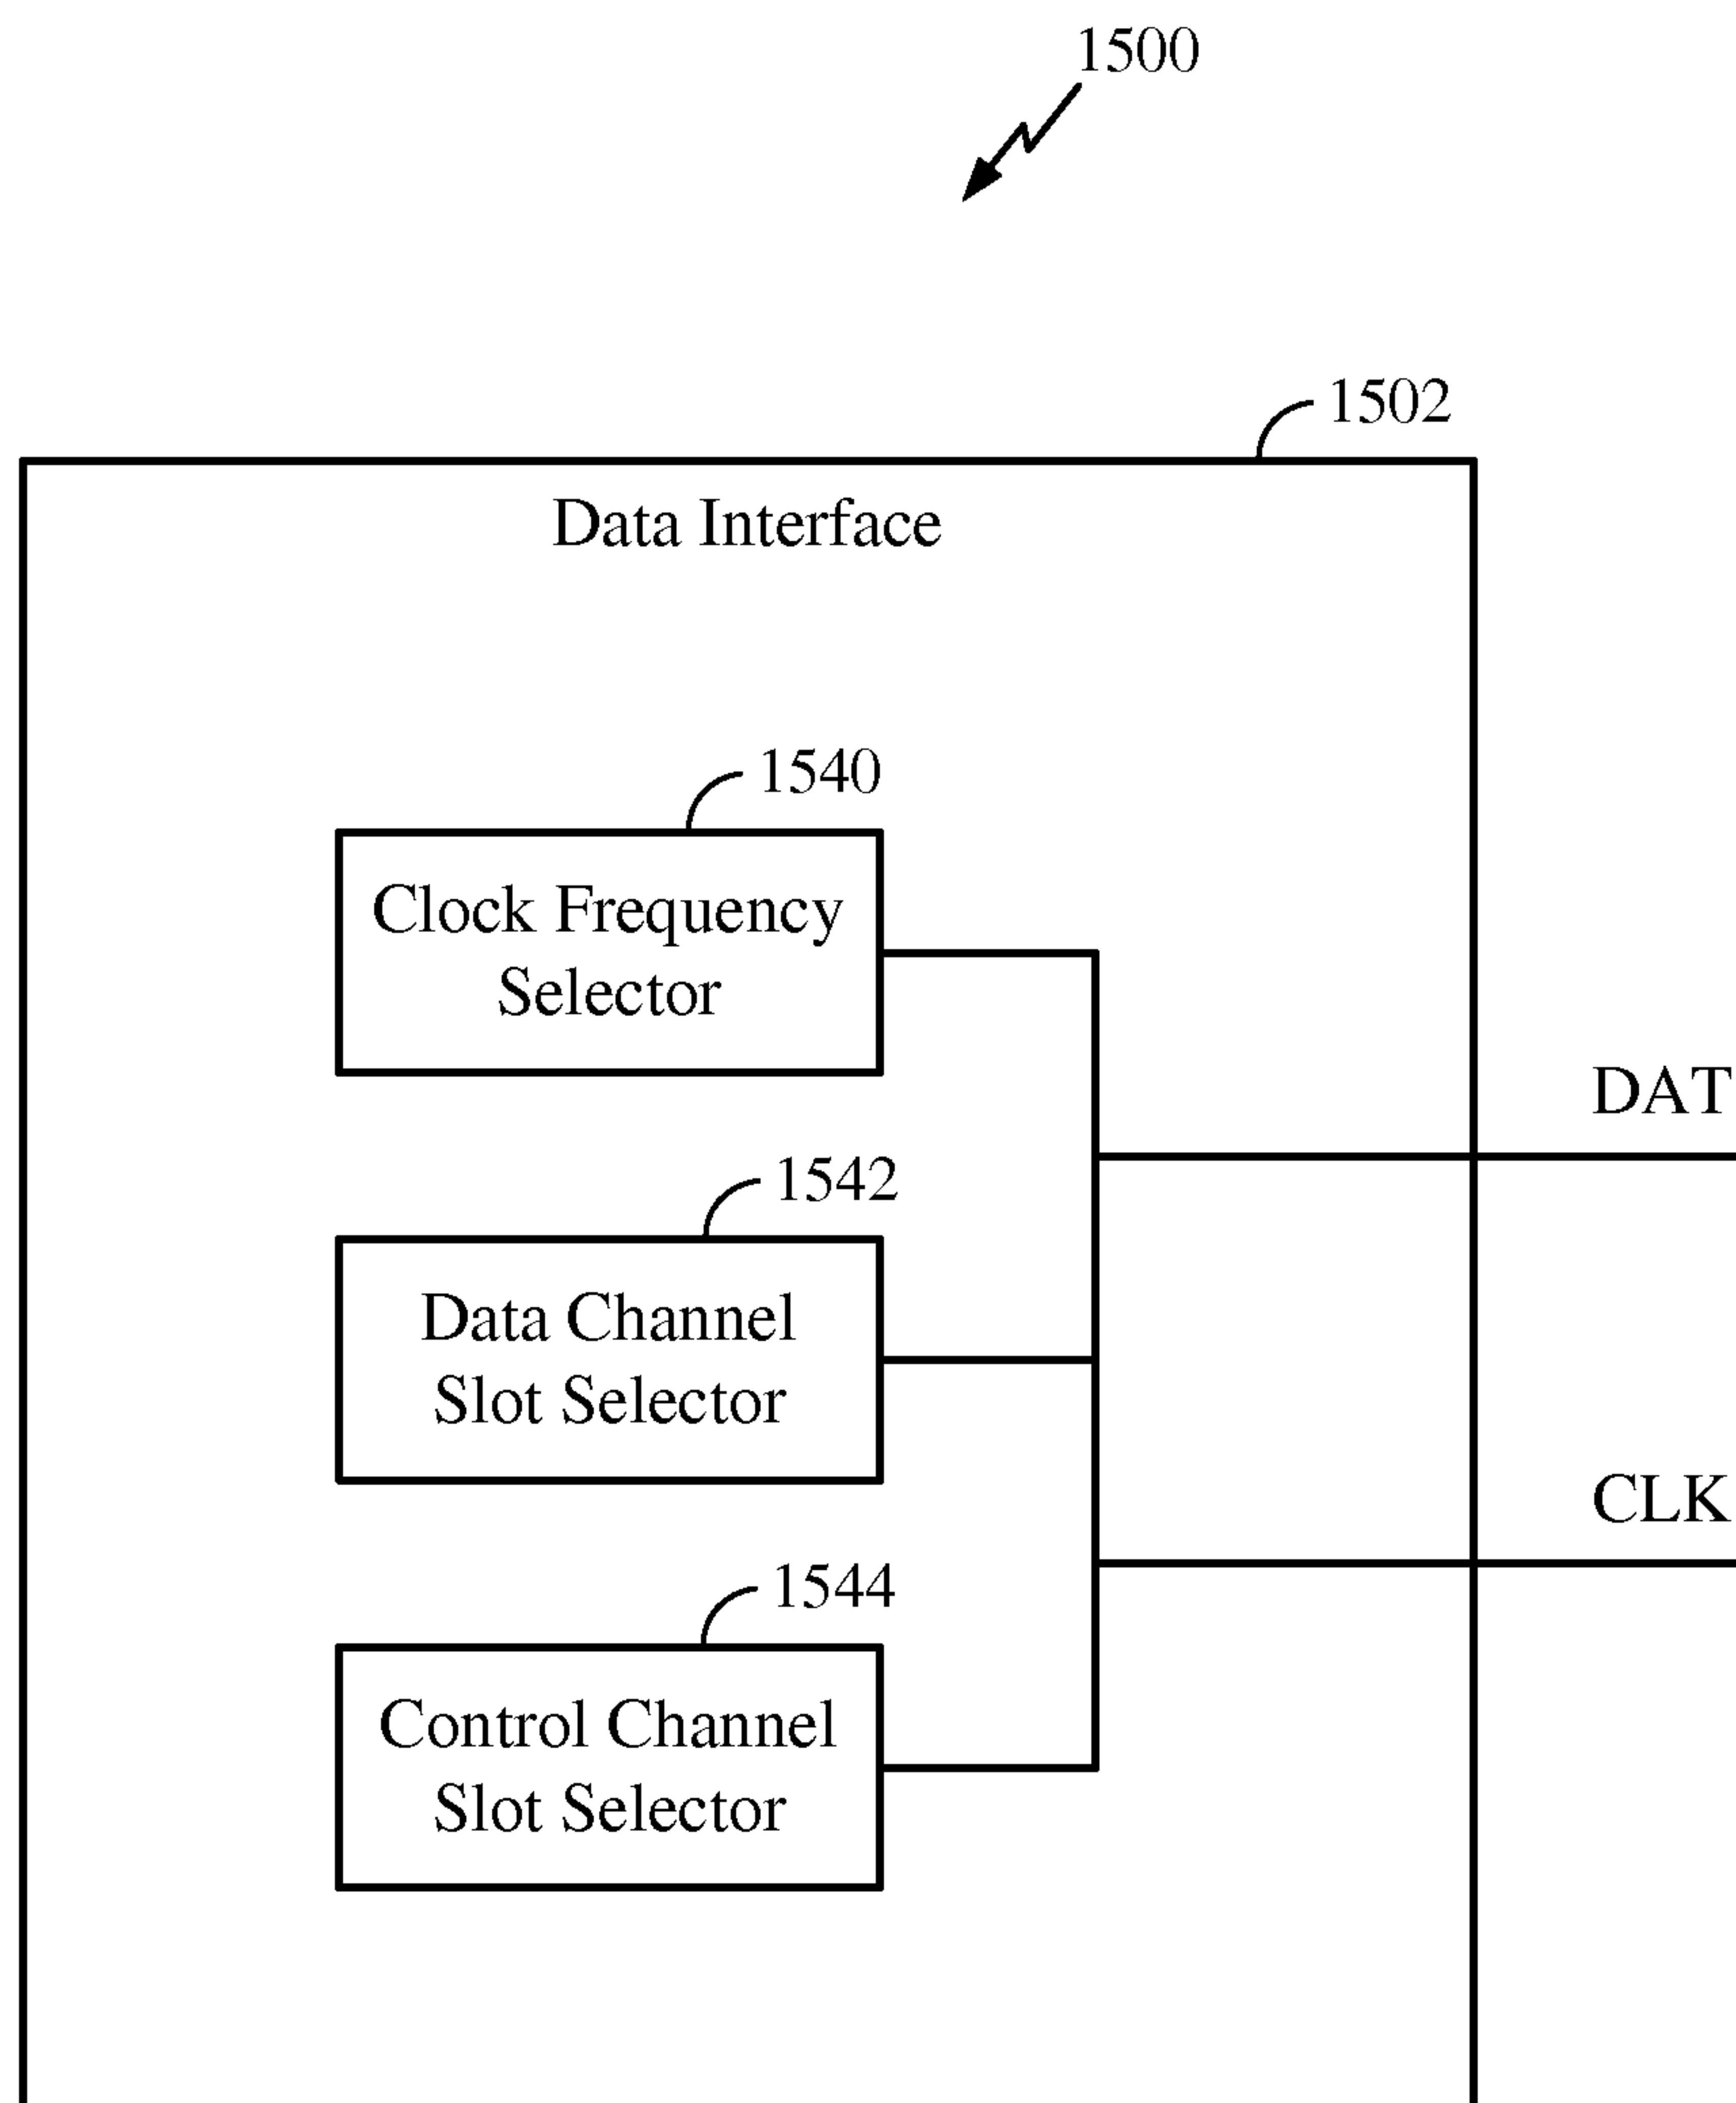 1500
1502
Data Interface
1540
Clock Frequency
Selector
DAT
1542
Data Channel
Slot Selector
CLK
1544
Control Channel
Slot Selector